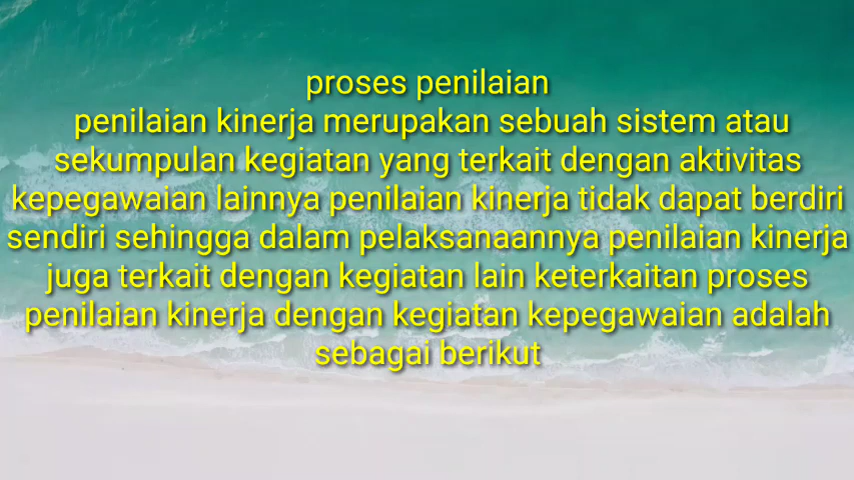 proses penilaian
penilaian kinerja merupakan sebuah sistem atau
sekumpulan kegiatan yang terkait dengan aktivitas
kepegawaian lainnya penilaian kinerja tidak dapat berdiri
sendiri sehingga dalam pelaksanaannya penilaian kinerja
juga terkait dengan kegiatan lain keterkaitan proses
penilaian kinerja dengan kegiatan kepegawaian adalah
sebagai berikut